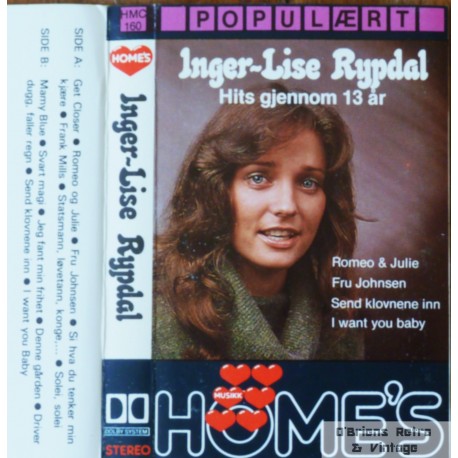 SIDE A: Get Closer ● Romeo og Julie ● Fru Johnsen ● Si hva du tenker min
kjære ● Frank Mills ● Statsmann, løvetann, konge.... ● Solei, solei
SIDE B: Mamy Blue ● Svart magi ● Jeg fant min frihet ● Denne gården ● Driver
dugg, faller regn ● Send klovnene inn ● I want you Baby
HMC
160
HOME'S
Inger-Lise Rypdal
DOLBY SYSTEM
STEREO
POPULÆRT
Inger-Lise Rypdal
Hits gjennom 13 år
Romeo & Julie
Fru Johnsen
Send klovnene inn
I want you baby
MUSIKK
HOME'S
O'Briens Retro
& Vintage